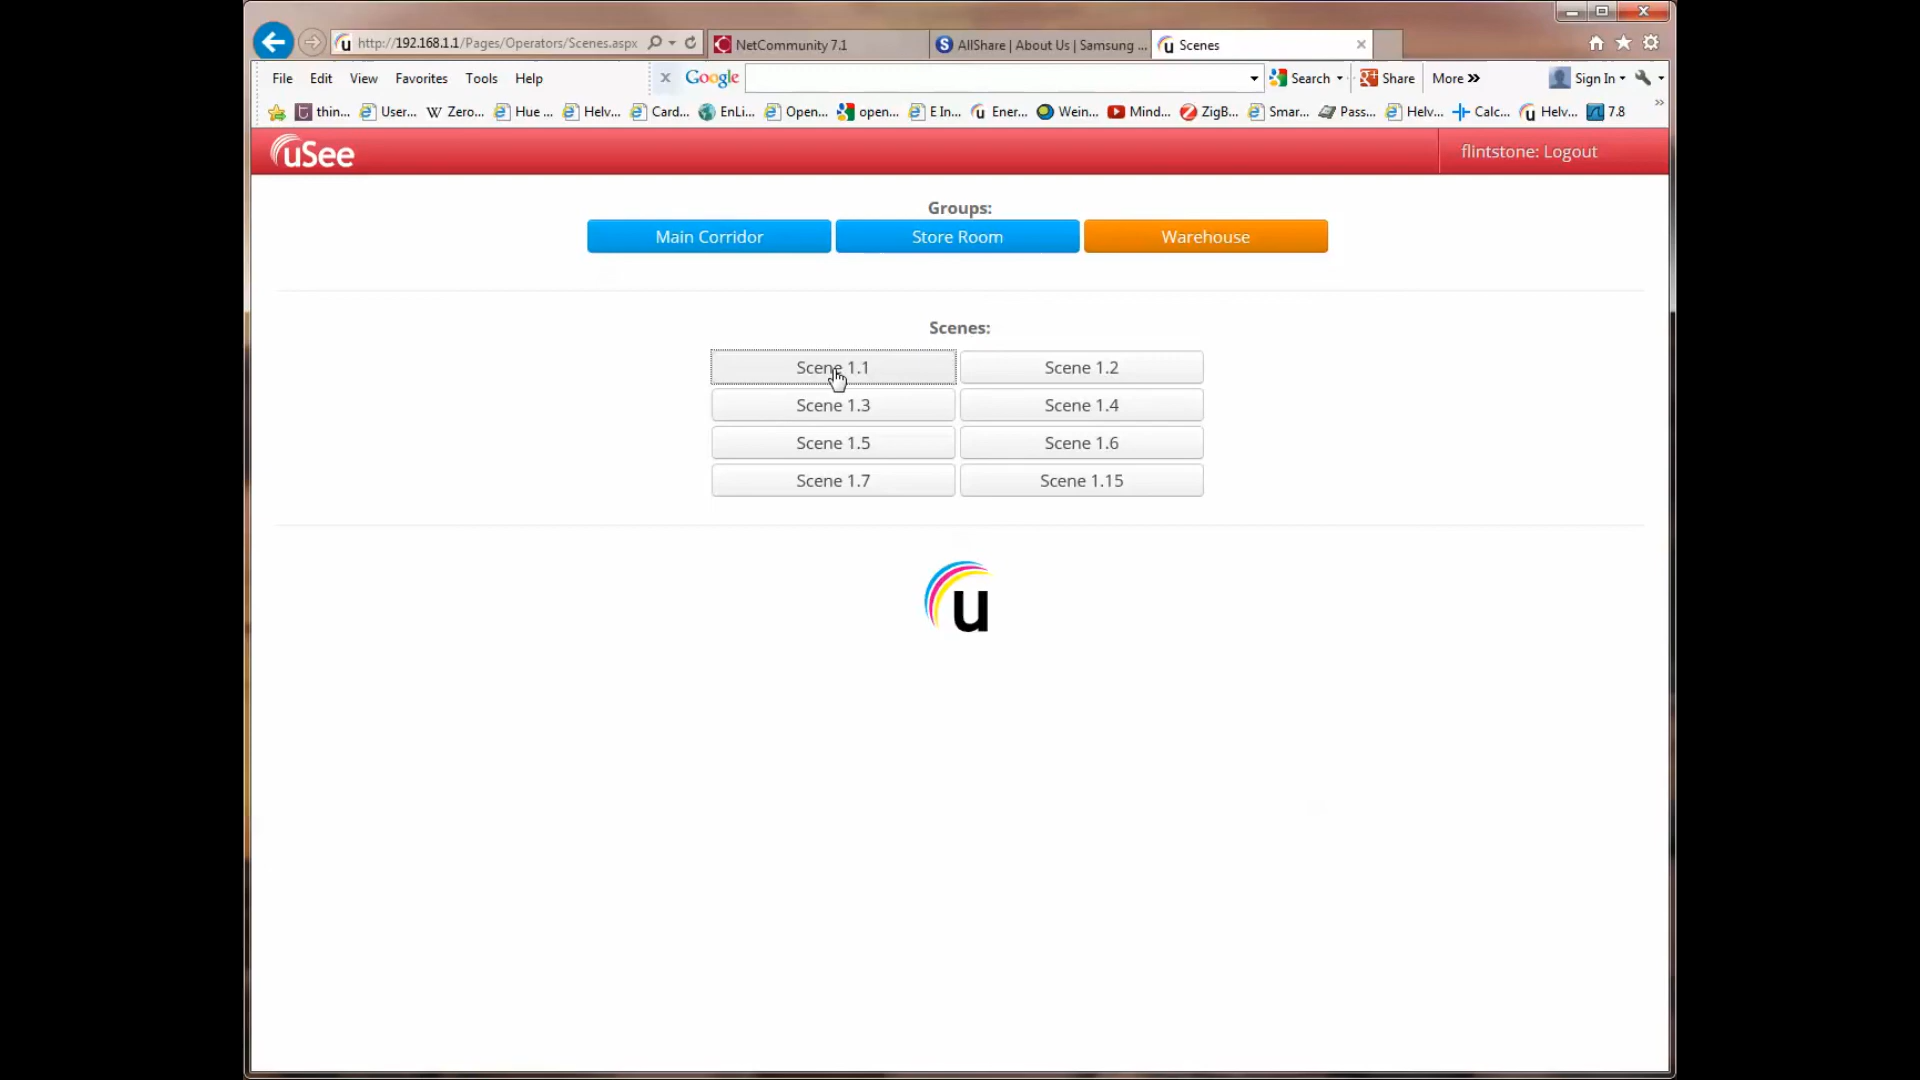 http://192.168.1.1/Pages/Operators/Scenes.aspx
NetCommunity 7.1
AllShare | About Us | Samsung ...
Scenes
File Edit View Favorites Tools Help
x Google Search Share More » Sign In
thin... User... Zero... Hue ... Helv... Card... EnLi... Open... open... E In... Ener... Wein... Mind... ZigB... Smar... Pass... Helv... Calc... Helv... 7.8
uSee
flintstone: Logout
Groups:
Main Corridor Store Room Warehouse
Scenes:
Scene 1.1 Scene 1.2
Scene 1.3 Scene 1.4
Scene 1.5 Scene 1.6
Scene 1.7 Scene 1.15
u